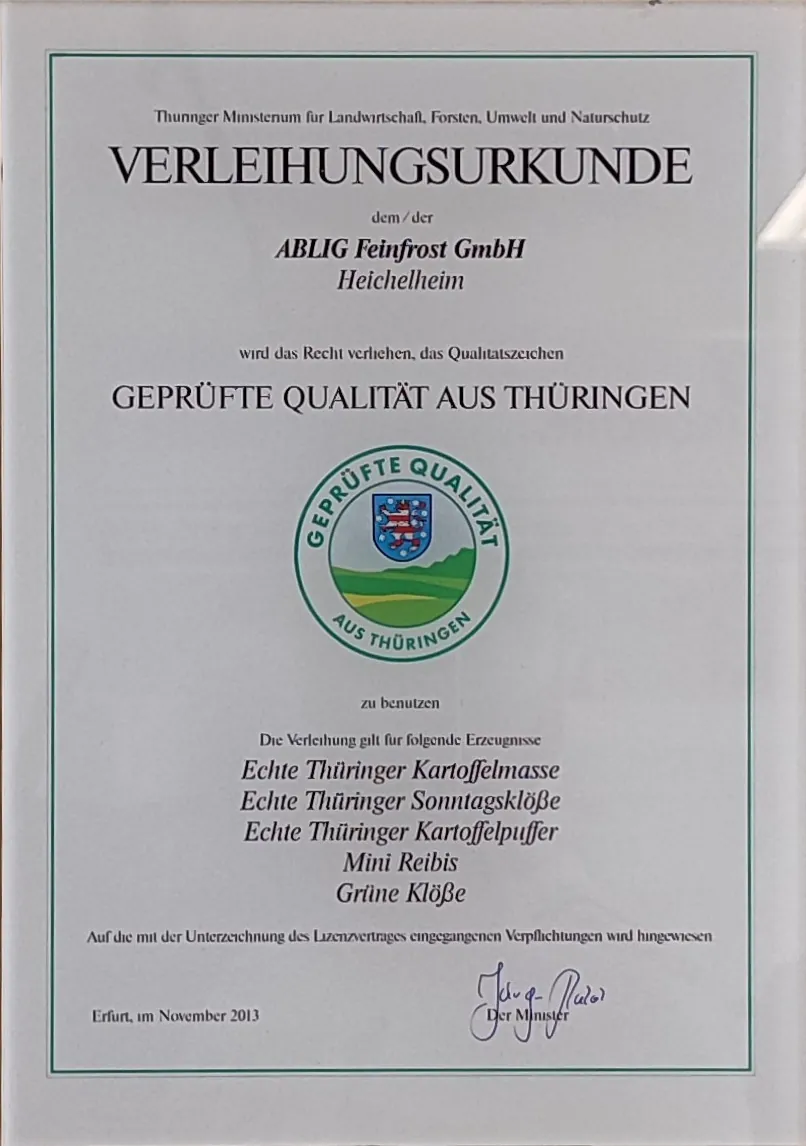 Thüringer Ministerium für Landwirtschaft, Forsten, Umwelt und Naturschutz
VERLEIHUNGSURKUNDE
dem/der
ABLIG Feinfrost GmbH
Heichelheim
wird das Recht verliehen, das Qualitätszeichen
GEPRÜFTE QUALITÄT AUS THÜRINGEN
GEPRÜFTE QUALITÄT
AUS THÜRINGEN
zu benutzen
Die Verleihung gilt für folgende Erzeugnisse
Echte Thüringer Kartoffelmasse
Echte Thüringer Sonntagsklöße
Echte Thüringer Kartoffelpuffer
Mini Reibis
Grüne Klöße
Auf die mit der Unterzeichnung des Lizenzvertrages eingegangenen Verpflichtungen wird hingewiesen
Erfurt, im November 2013
Der Minister